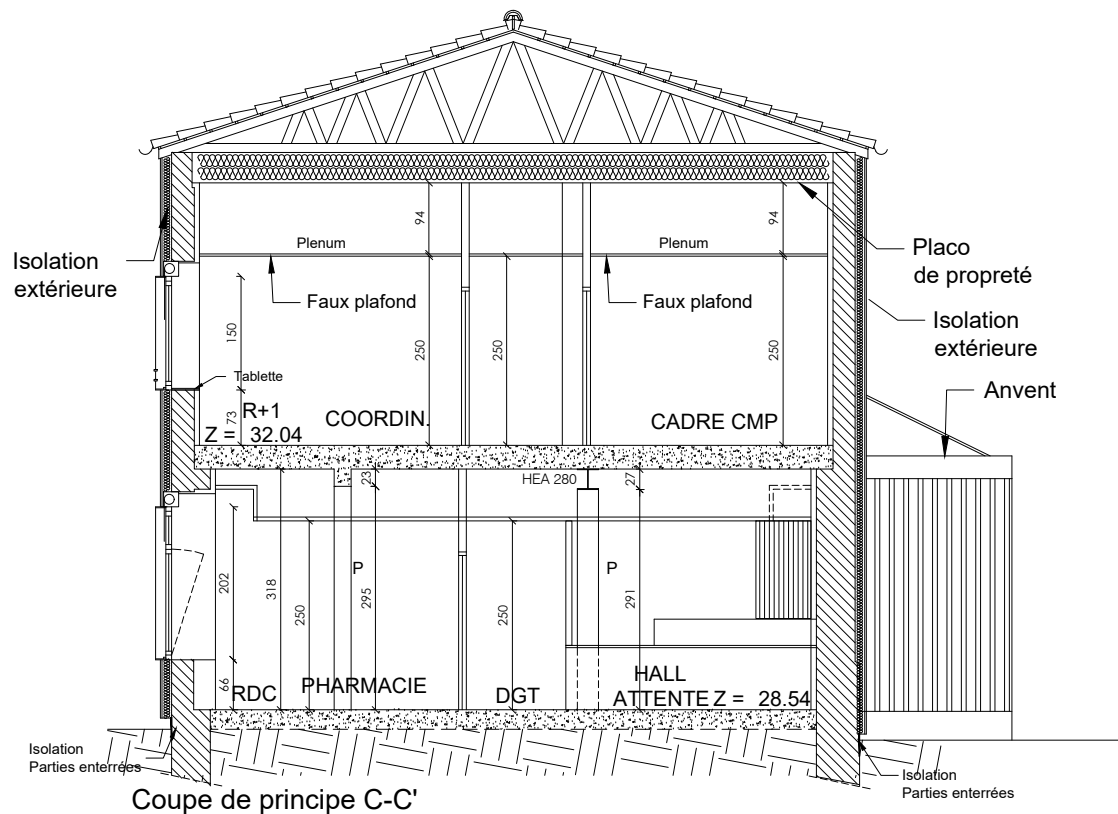 94
94
Plenum
Plenum
Isolation
extérieure
Placo
de propreté
Faux plafond
Faux plafond
Isolation
extérieure
150
250
250
250
Tablette
Anvent
73
R+1
Z = 32.04
COORDIN.
CADRE CMP
23
HEA 280
27
P
P
202
318
250
295
250
291
66
RDC
PHARMACIE
DGT
HALL
ATTENTE Z = 28.54
Isolation
Parties enterrées
Isolation
Parties enterrées
Coupe de principe C-C'